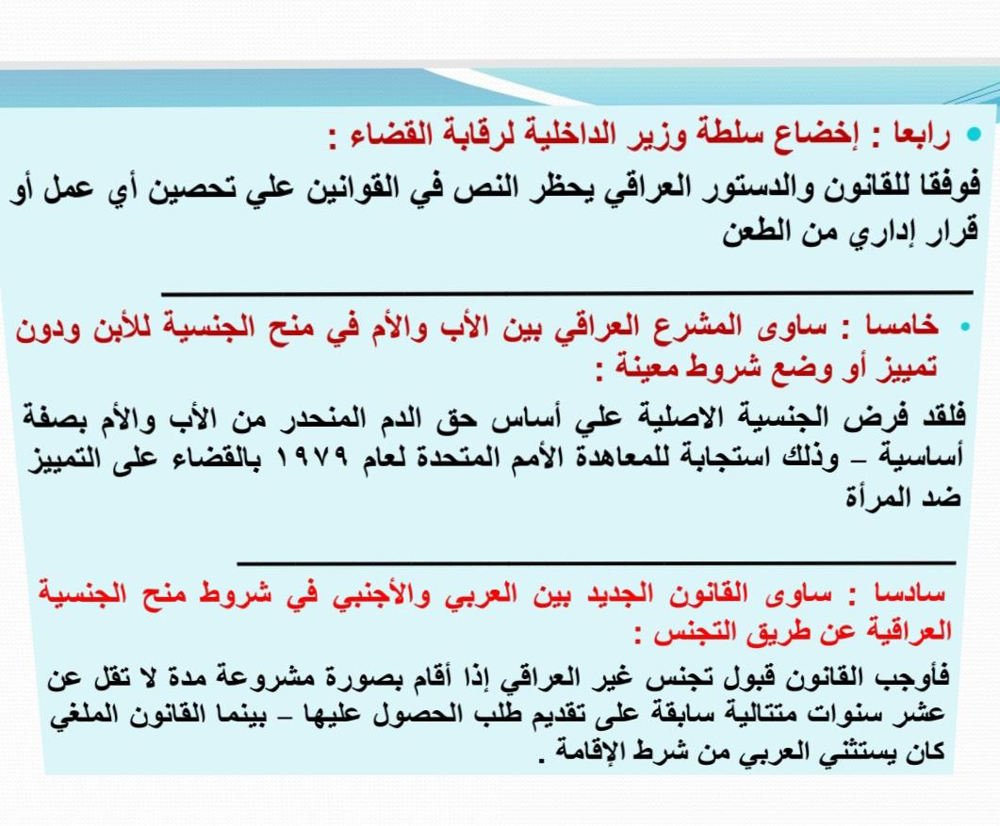 • رابعا : إخضاع سلطة وزير الداخلية لرقابة القضاء :
فوفقا للقانون والدستور العراقي يحظر النص في القوانين علي تحصين أي عمل أو
قرار إداري من الطعن
• خامسا : ساوى المشرع العراقي بين الأب والأم في منح الجنسية للأبن ودون
تمييز أو وضع شروط معينة :
فلقد فرض الجنسية الاصلية علي أساس حق الدم المنحدر من الأب والأم بصفة
أساسية – وذلك استجابة للمعاهدة الأمم المتحدة لعام ١٩٧٩ بالقضاء على التمييز
ضد المرأة
سادسا : ساوى القانون الجديد بين العربي والأجنبي في شروط منح الجنسية
العراقية عن طريق التجنس :
فأوجب القانون قبول تجنس غير العراقي إذا أقام بصورة مشروعة مدة لا تقل عن
عشر سنوات متتالية سابقة على تقديم طلب الحصول عليها – بينما القانون الملغي
كان يستثني العربي من شرط الإقامة .